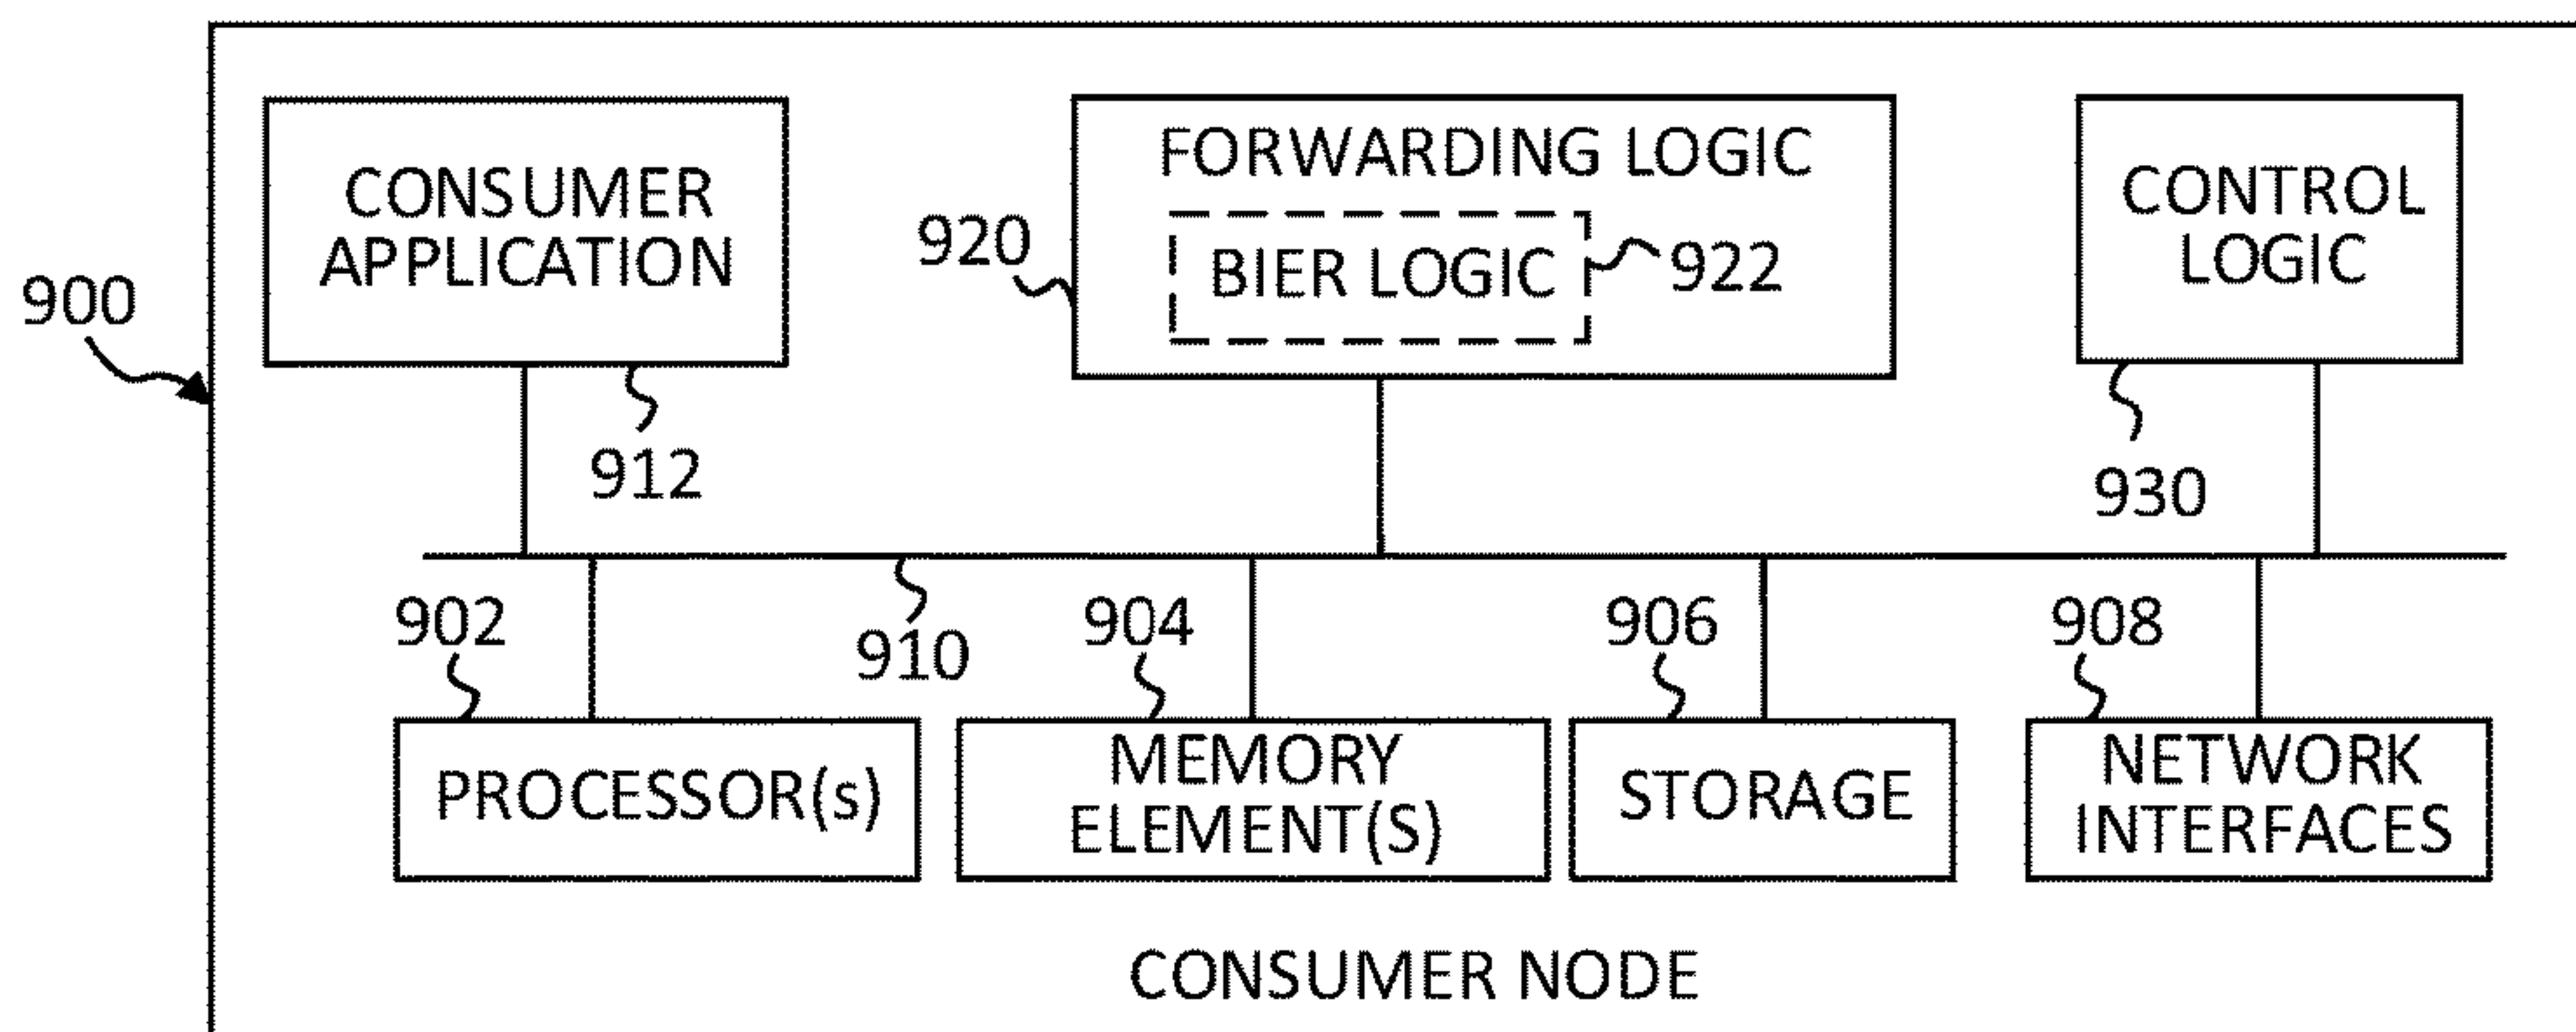 CONSUMER
APPLICATION
FORWARDING LOGIC
BIER LOGIC
CONTROL
LOGIC
920
922
900
912
930
902
910
904
906
908
PROCESSOR(s)
MEMORY
ELEMENT(S)
STORAGE
NETWORK
INTERFACES
CONSUMER NODE